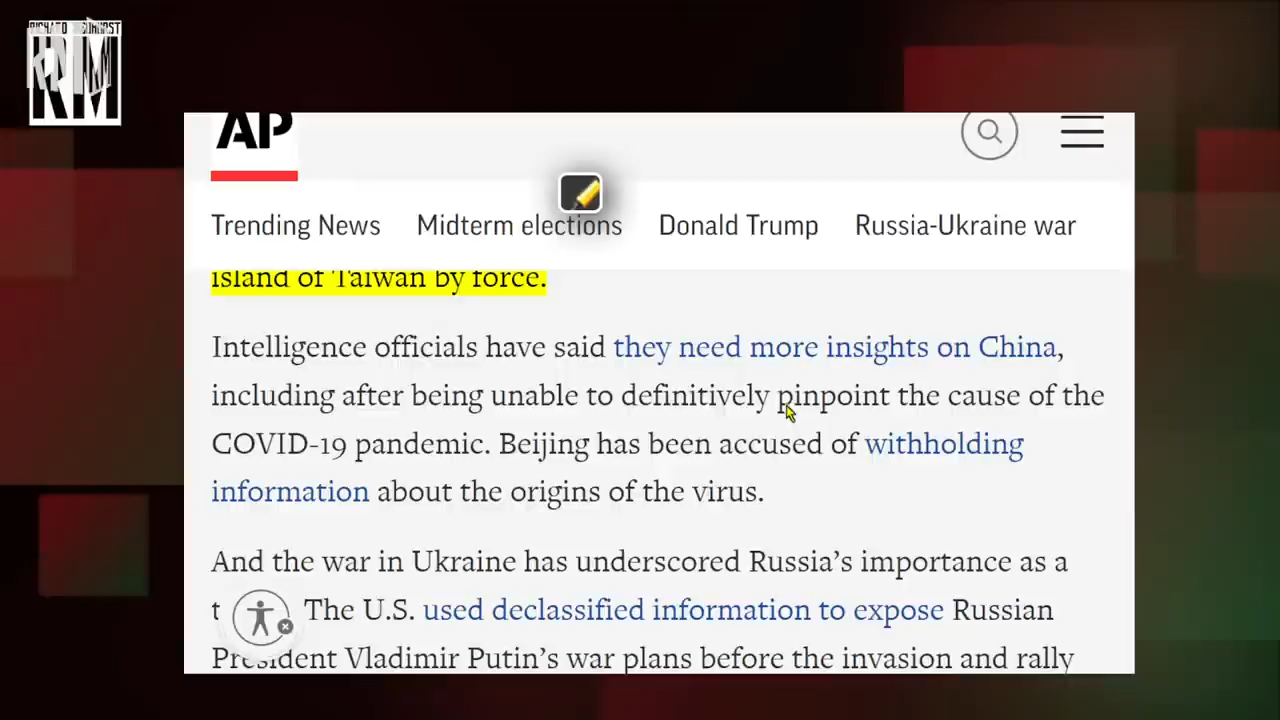 RM
AP
Trending News Midterm elections Donald Trump Russia-Ukraine war
island of Taiwan by force.
Intelligence officials have said they need more insights on China,
including after being unable to definitively pinpoint the cause of the
COVID-19 pandemic. Beijing has been accused of withholding
information about the origins of the virus.
And the war in Ukraine has underscored Russia’s importance as a
t The U.S. used declassified information to expose Russian
President Vladimir Putin’s war plans before the invasion and rally